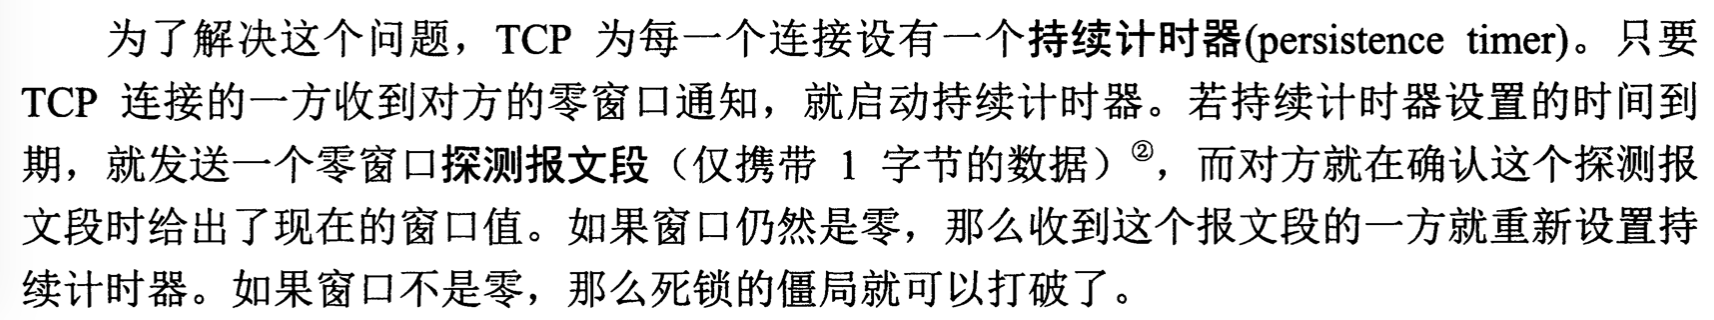 为了解决这个问题，TCP 为每一个连接设有一个持续计时器(persistence timer)。只要
TCP 连接的一方收到对方的零窗口通知，就启动持续计时器。若持续计时器设置的时间到
期，就发送一个零窗口探测报文段（仅携带 1 字节的数据）②，而对方就在确认这个探测报
文段时给出了现在的窗口值。如果窗口仍然是零，那么收到这个报文段的一方就重新设置持
续计时器。如果窗口不是零，那么死锁的僵局就可以打破了。